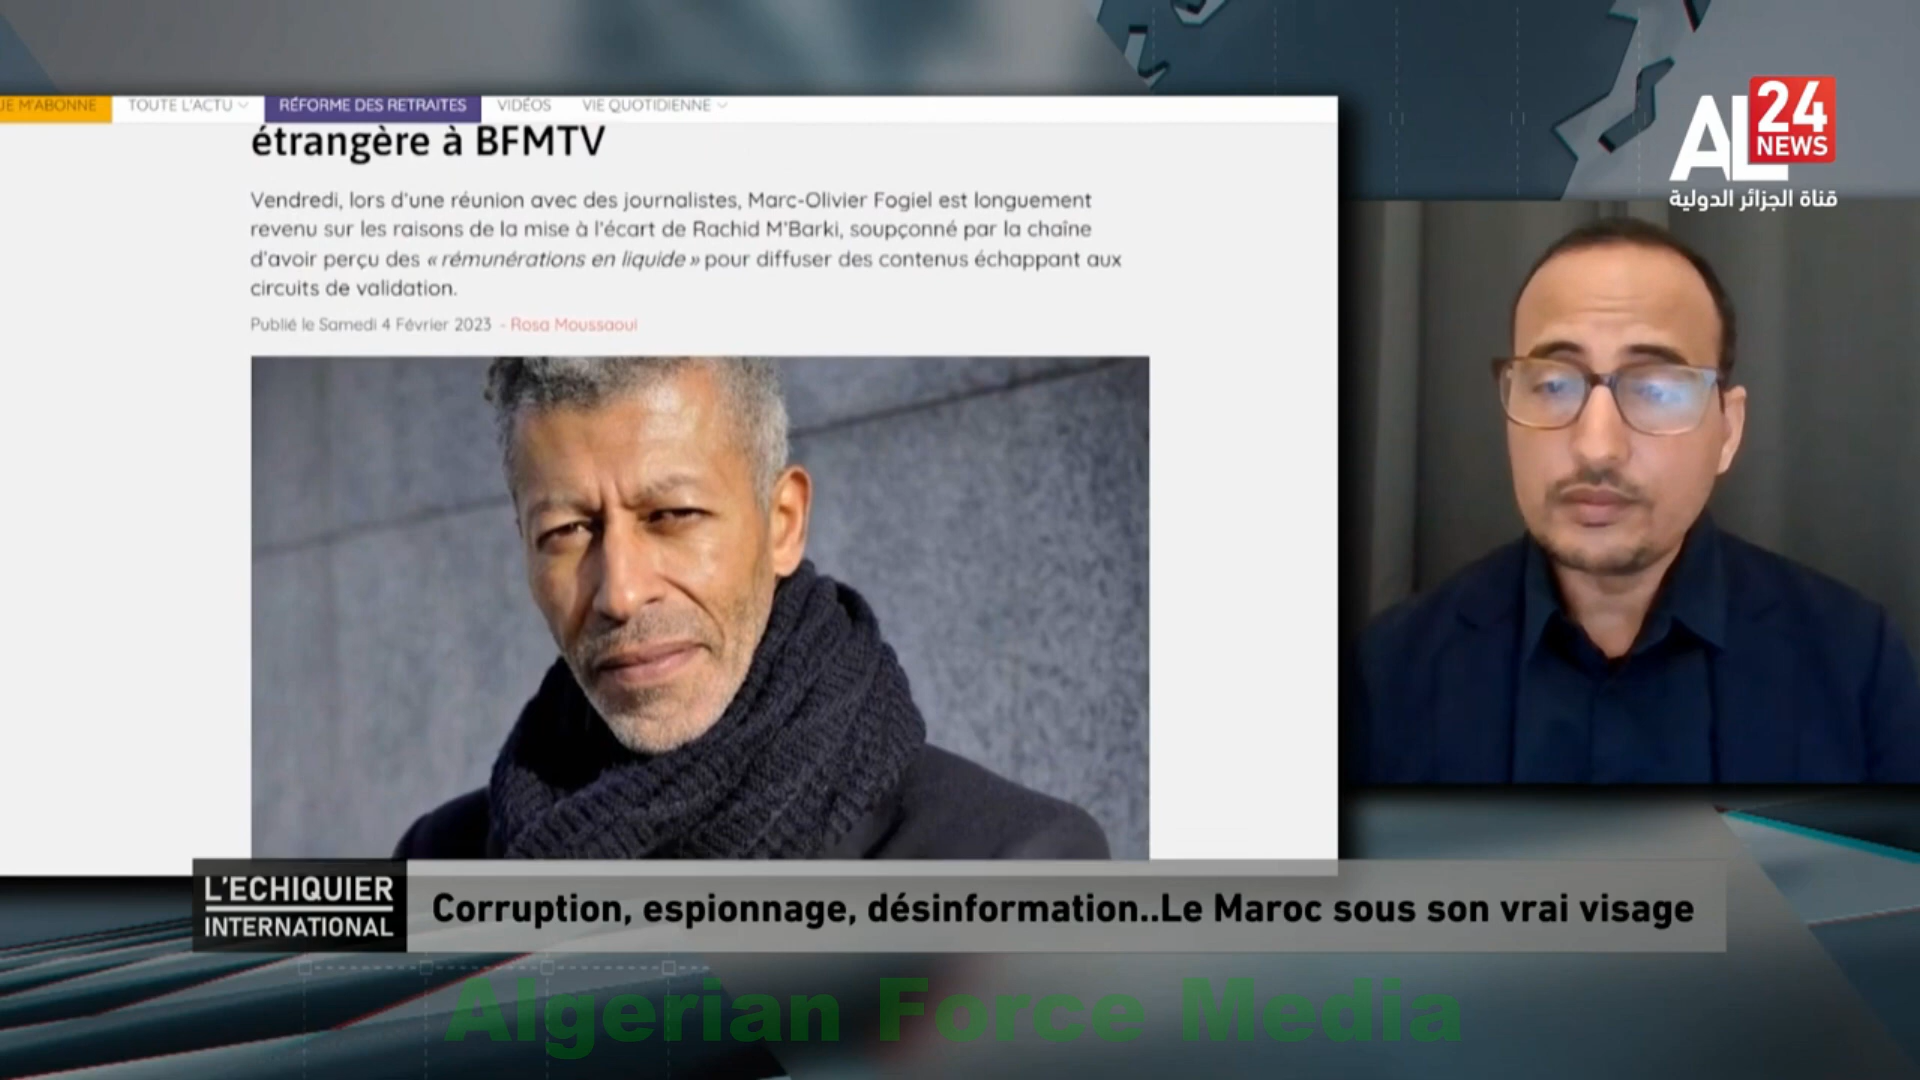 JE M'ABONNE TOUTE L'ACTU RÉFORME DES RETRAITES VIDÉOS VIE QUOTIDIENNE
étrangère à BFMTV
Vendredi, lors d'une réunion avec des journalistes, Marc-Olivier Fogiel est longuement
revenu sur les raisons de la mise à l'écart de Rachid M'Barki, soupçonné par la chaîne
d'avoir perçu des « rémunérations en liquide » pour diffuser des contenus échappant aux
circuits de validation.
Publié le Samedi 4 Février 2023 - Rosa Moussaoui
AL
24
NEWS
قناة الجزائر الدولية
L'ECHIQUIER
INTERNATIONAL
Corruption, espionnage, désinformation..Le Maroc sous son vrai visage
Algerian Force Media